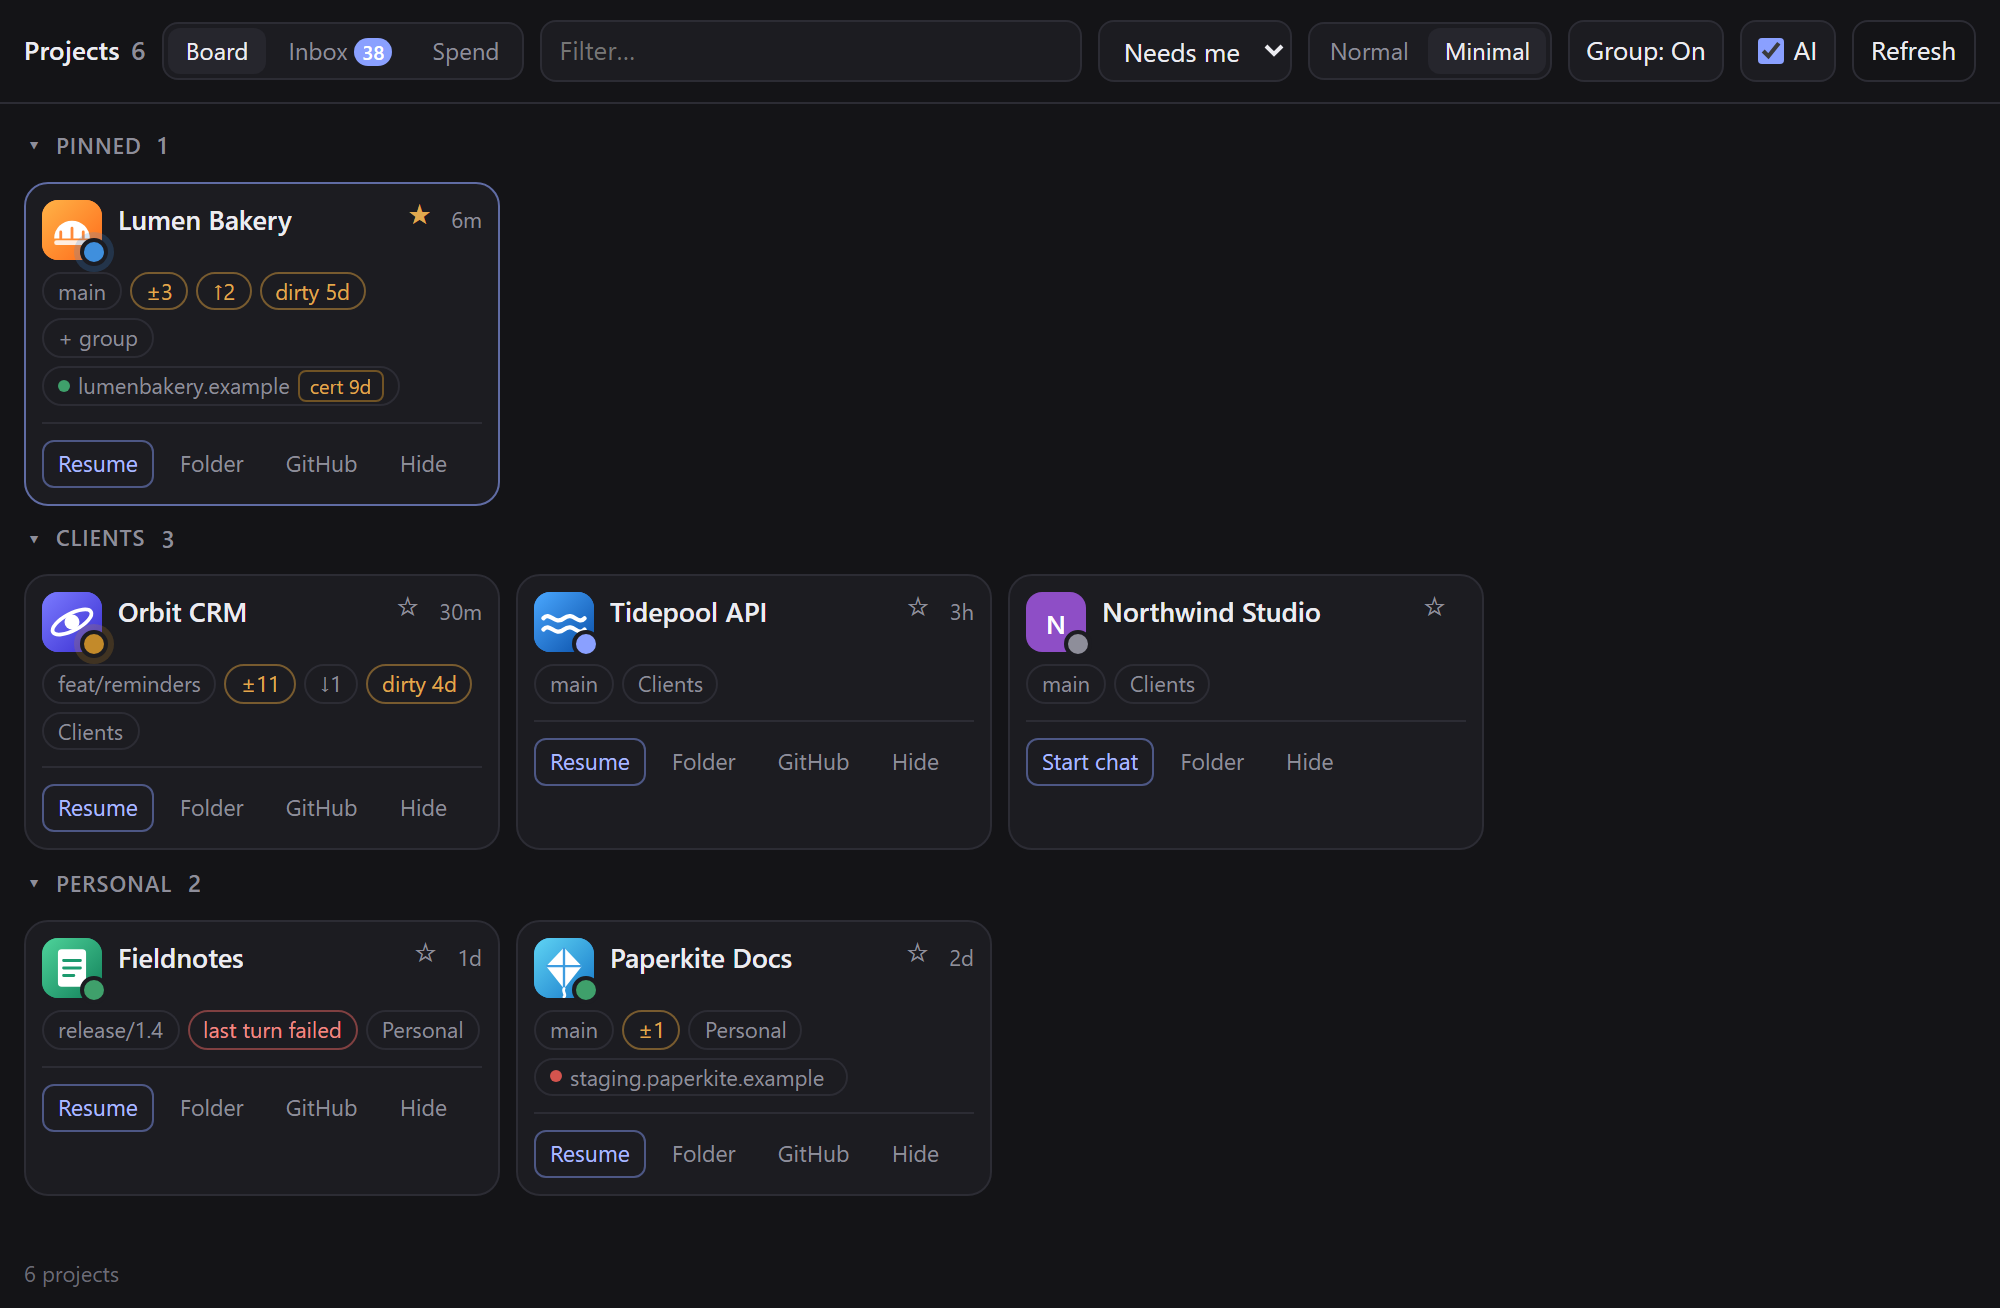 Projects 6 Board Inbox 38 Spend Filter... Needs me Normal Minimal Group: On AI Refresh
PINNED 1
Lumen Bakery ★ 6m
main ±3 ↑2 dirty 5d
+ group
lumenbakery.example cert 9d
Resume Folder GitHub Hide
CLIENTS 3
Orbit CRM ☆ 30m
feat/reminders ±11 ↓1 dirty 4d
Clients
Resume Folder GitHub Hide
Tidepool API ☆ 3h
main Clients
Resume Folder GitHub Hide
N Northwind Studio ☆
main Clients
Start chat Folder Hide
PERSONAL 2
Fieldnotes ☆ 1d
release/1.4 last turn failed Personal
Resume Folder GitHub Hide
Paperkite Docs ☆ 2d
main ±1 Personal
staging.paperkite.example
Resume Folder GitHub Hide
6 projects